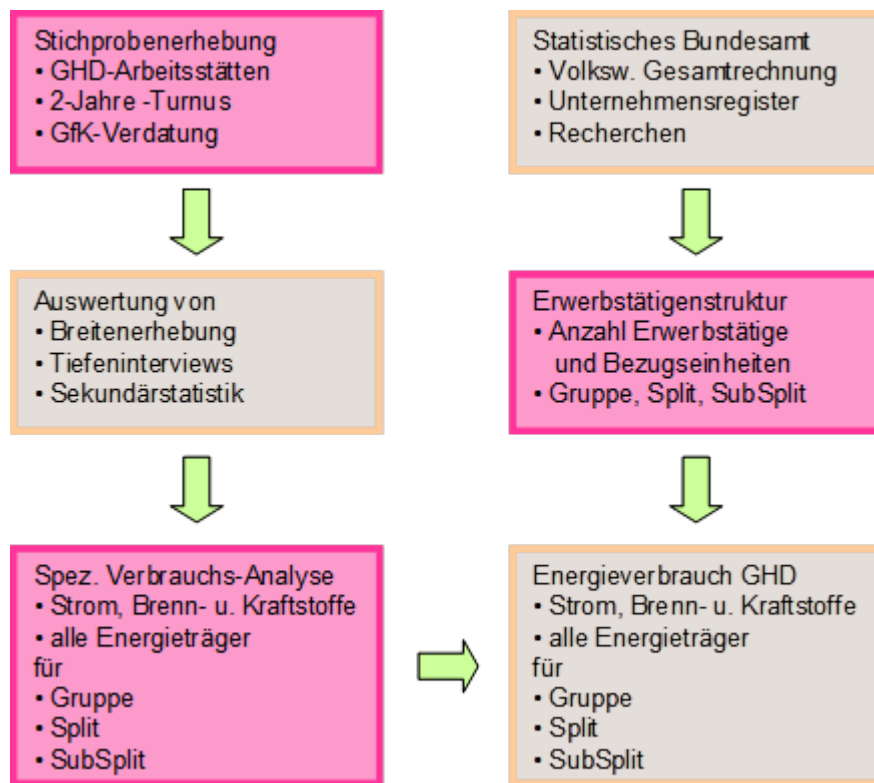 Stichprobenerhebung
• GHD-Arbeitsstätten
• 2-Jahre -Turnus
• GfK-Verdatung
Statistisches Bundesamt
• Volksw. Gesamtrechnung
• Unternehmensregister
• Recherchen
Auswertung von
• Breitenerhebung
• Tiefeninterviews
• Sekundärstatistik
Erwerbstätigenstruktur
• Anzahl Erwerbstätige
und Bezugseinheiten
• Gruppe, Split, SubSplit
Spez. Verbrauchs-Analyse
• Strom, Brenn- u. Kraftstoffe
• alle Energieträger
für
• Gruppe
• Split
• SubSplit
Energieverbrauch GHD
• Strom, Brenn- u. Kraftstoffe
• alle Energieträger
für
• Gruppe
• Split
• SubSplit